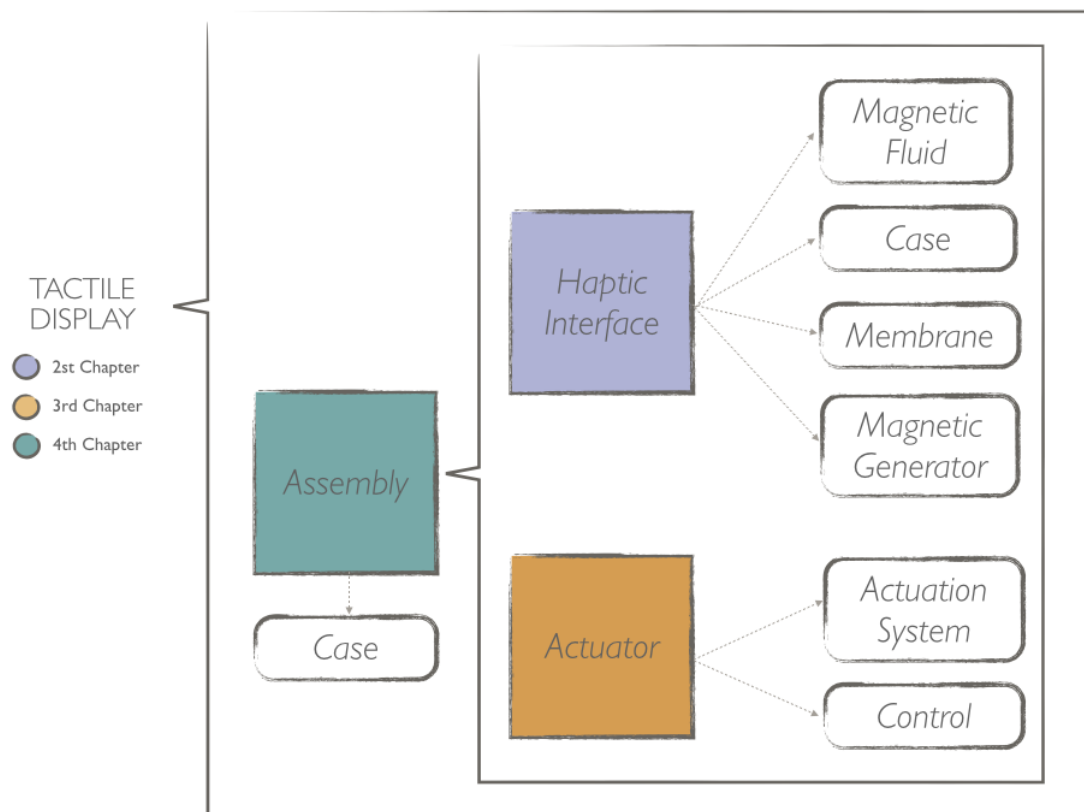 TACTILE
DISPLAY
2st Chapter
3rd Chapter
4th Chapter
Assembly
Case
Haptic
Interface
Magnetic
Fluid
Case
Membrane
Magnetic
Generator
Actuator
Actuation
System
Control